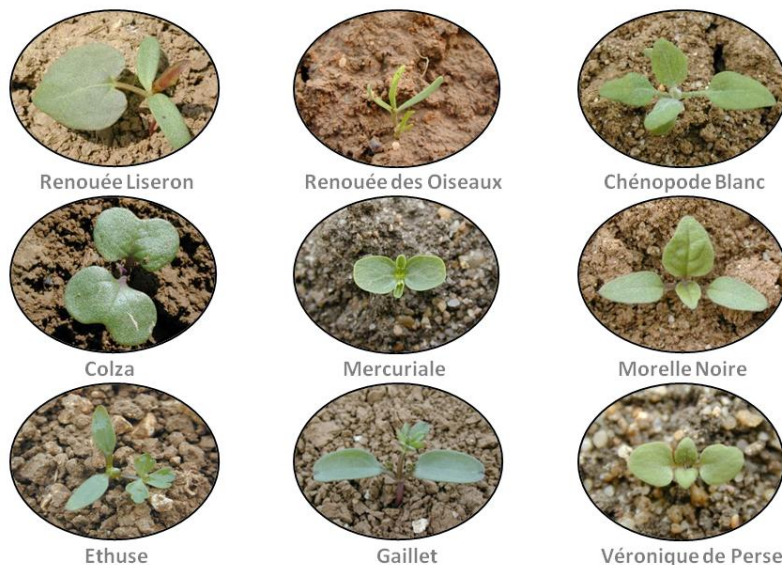 Renouée Liseron
Renouée des Oiseaux
Chénopode Blanc
Colza
Mercuriale
Morelle Noire
Ethuse
Gaillet
Véronique de Perse